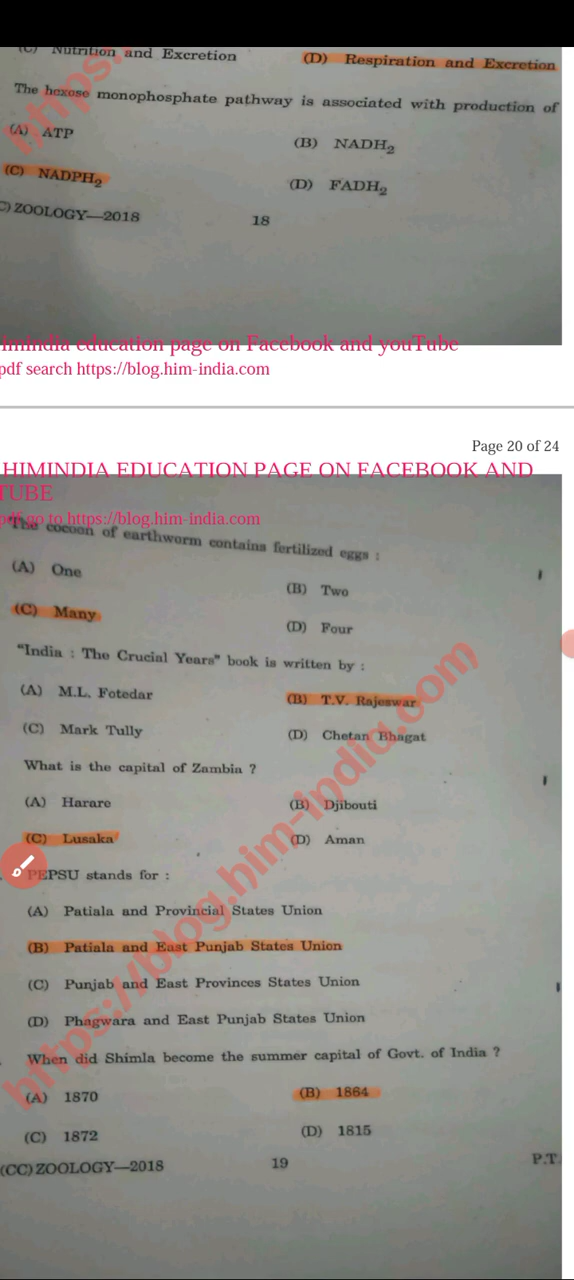 (C) Nutrition and Excretion (D) Respiration and Excretion
The hexose monophosphate pathway is associated with production of
(A) ATP (B) NADH2
(C) NADPH2 (D) FADH2
C) ZOOLOGY—2018 18
himindia education page on Facebook and youTube
pdf search https://blog.him-india.com
Page 20 of 24
HIMINDIA EDUCATION PAGE ON FACEBOOK AND
TUBE
pdf go to https://blog.him-india.com
The cocoon of earthworm contains fertilized eggs :
(A) One (B) Two
(C) Many (D) Four
"India : The Crucial Years" book is written by :
(A) M.L. Fotedar (B) T.V. Rajeswar
(C) Mark Tully (D) Chetan Bhagat
What is the capital of Zambia ?
(A) Harare (B) Djibouti
(C) Lusaka (D) Aman
PEPSU stands for :
(A) Patiala and Provincial States Union
(B) Patiala and East Punjab States Union
(C) Punjab and East Provinces States Union
(D) Phagwara and East Punjab States Union
When did Shimla become the summer capital of Govt. of India ?
(A) 1870 (B) 1864
(C) 1872 (D) 1815
(CC) ZOOLOGY—2018 19 P.T.
https://blog.him-india.com
https: